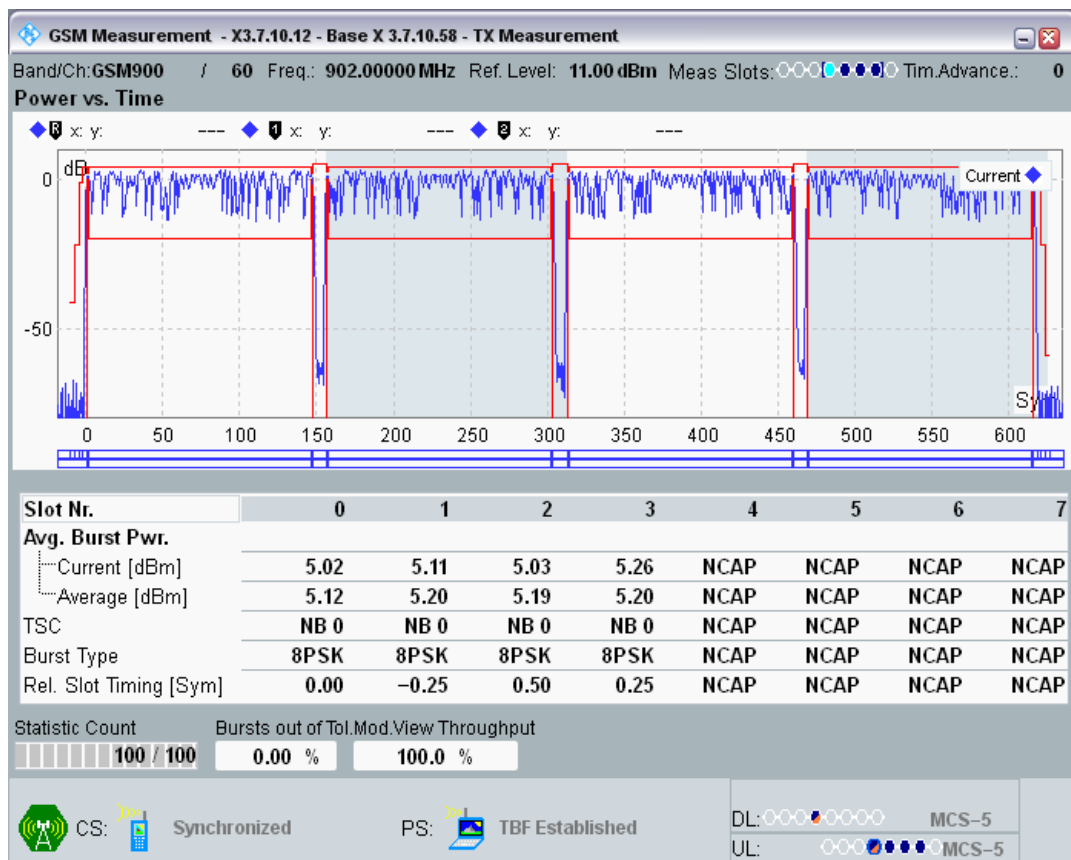 GSM Measurement - X3.7.10.12 - Base X 3.7.10.58 - TX Measurement
Band/Ch:GSM900 / 60 Freq.: 902.00000 MHz Ref. Level: 11.00 dBm Meas Slots: Tim.Advance.: 0
Power vs. Time
R x: y: --- 1 x: y: --- 2 x: y: ---
dB
0
Current
-50
Sy
0 50 100 150 200 250 300 350 400 450 500 550 600
Slot Nr. 0 1 2 3 4 5 6 7
Avg. Burst Pwr.
Current [dBm] 5.02 5.11 5.03 5.26 NCAP NCAP NCAP NCAP
Average [dBm] 5.12 5.20 5.19 5.20 NCAP NCAP NCAP NCAP
TSC NB 0 NB 0 NB 0 NB 0 NCAP NCAP NCAP NCAP
Burst Type 8PSK 8PSK 8PSK 8PSK NCAP NCAP NCAP NCAP
Rel. Slot Timing [Sym] 0.00 −0.25 0.50 0.25 NCAP NCAP NCAP NCAP
Statistic Count Bursts out of Tol.Mod.View Throughput
100 / 100 0.00 % 100.0 %
CS: Synchronized PS: TBF Established
DL: MCS−5
UL: MCS−5